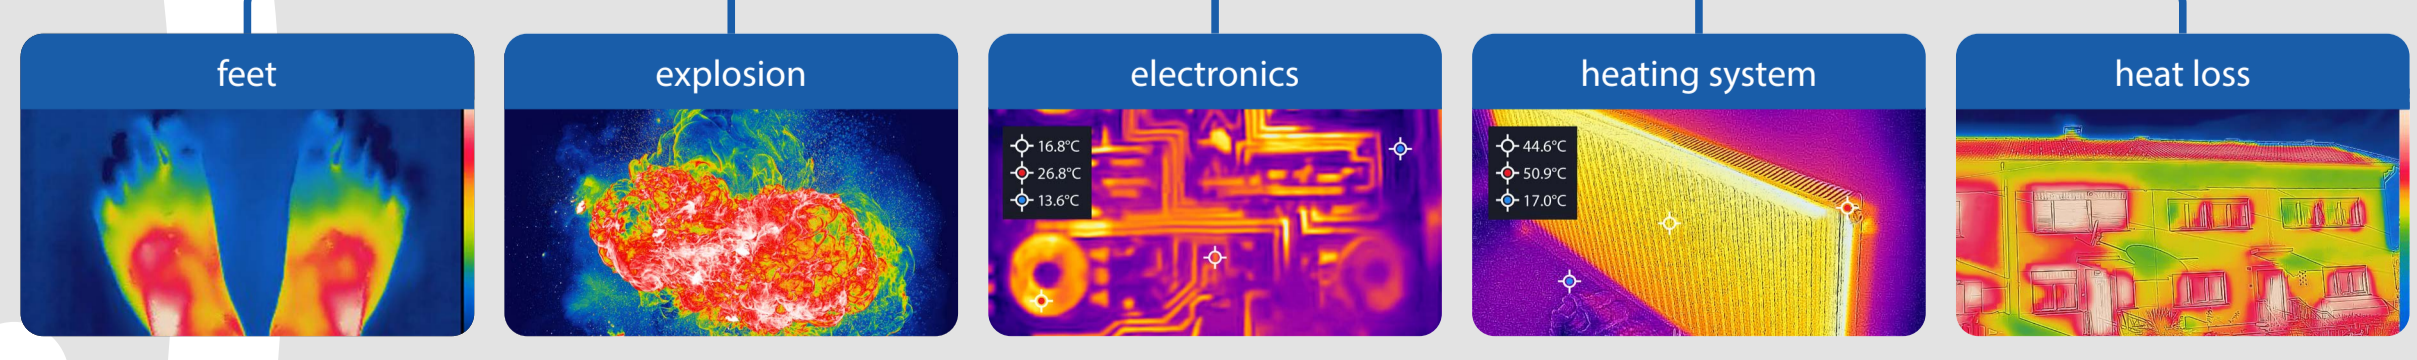 feet
explosion
electronics
heating system
heat loss
16.8°C
26.8°C
13.6°C
44.6°C
50.9°C
17.0°C